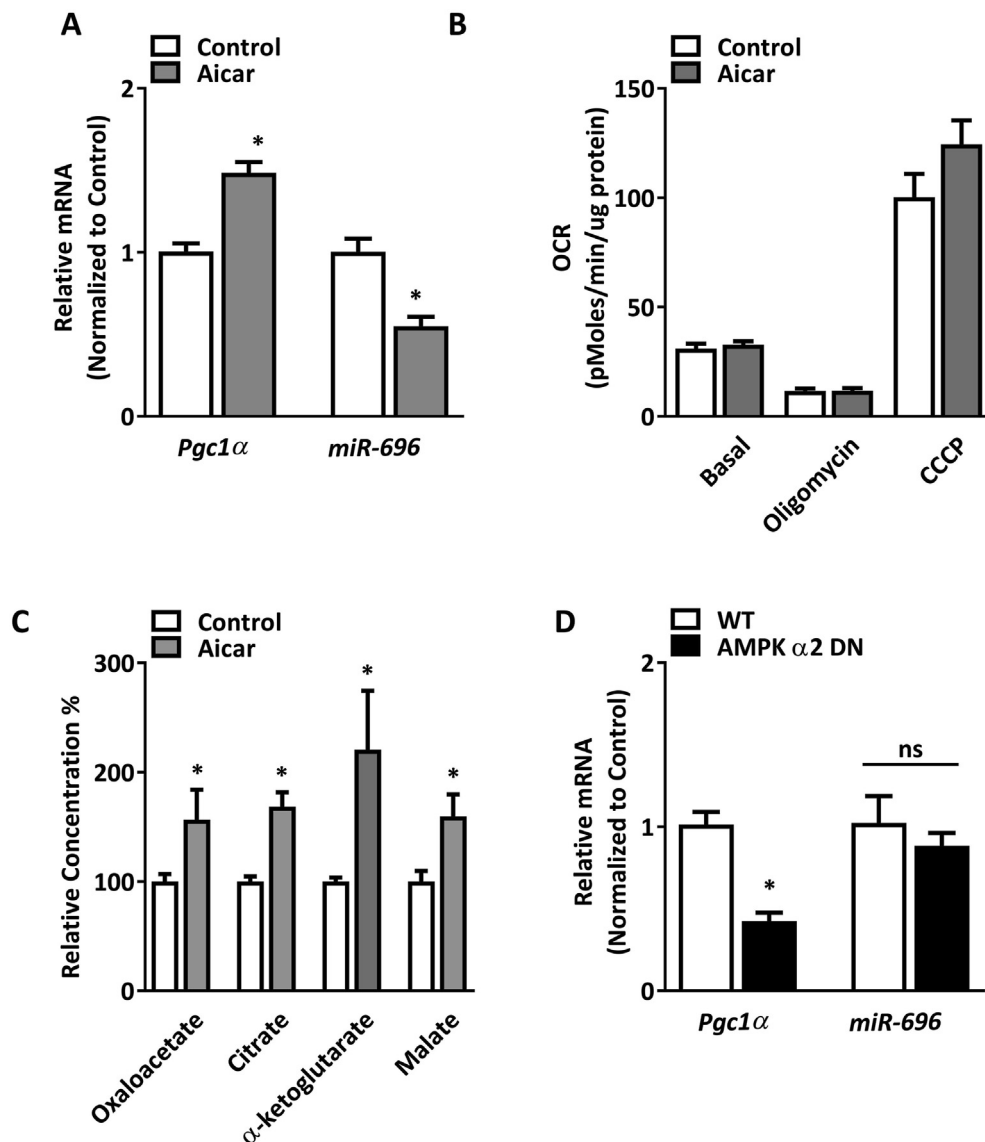 A
Control
Aicar
Relative mRNA
(Normalized to Control)
2
1
0
*
*
Pgc1α
miR-696
B
Control
Aicar
OCR
(pMoles/min/ug protein)
150
100
50
0
Basal
Oligomycin
CCCP
C
Control
Aicar
Relative Concentration %
300
200
100
0
*
*
*
*
Oxaloacetate
Citrate
α-ketoglutarate
Malate
D
WT
AMPK α2 DN
Relative mRNA
(Normalized to Control)
2
1
0
*
ns
Pgc1α
miR-696